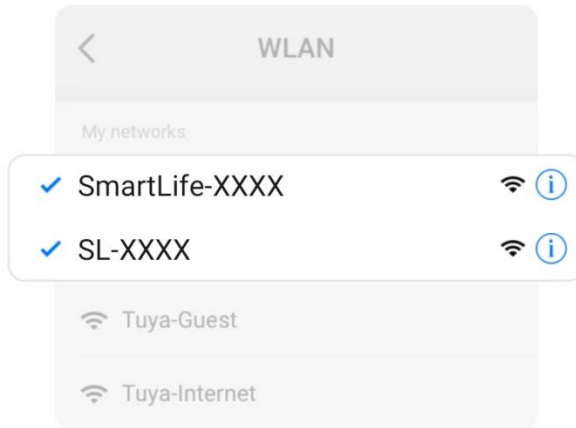 WLAN
My networks
SmartLife-XXXX
SL-XXXX
Tuya-Guest
Tuya-Internet